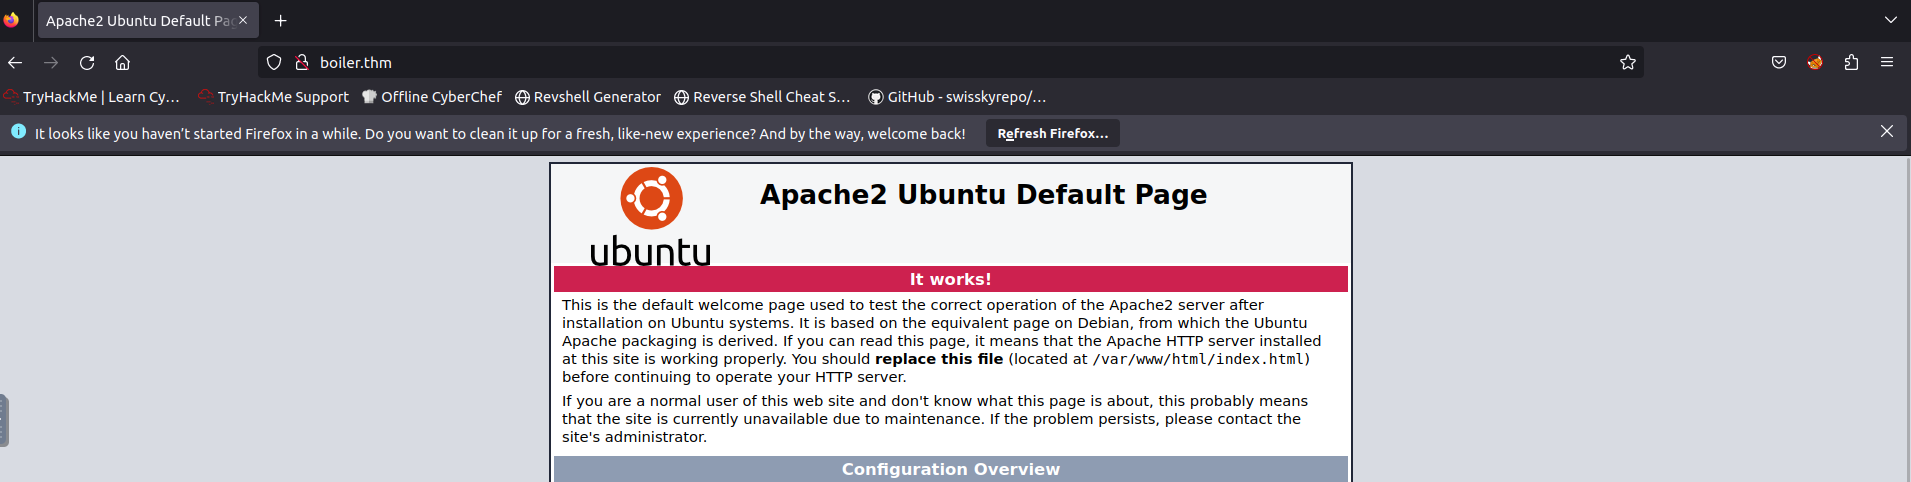 Apache2 Ubuntu Default Pag
boiler.thm
TryHackMe | Learn Cy... TryHackMe Support Offline CyberChef Revshell Generator Reverse Shell Cheat S... GitHub - swisskyrepo/...
It looks like you haven't started Firefox in a while. Do you want to clean it up for a fresh, like-new experience? And by the way, welcome back! Refresh Firefox...
Apache2 Ubuntu Default Page
ubuntu
It works!
This is the default welcome page used to test the correct operation of the Apache2 server after
installation on Ubuntu systems. It is based on the equivalent page on Debian, from which the Ubuntu
Apache packaging is derived. If you can read this page, it means that the Apache HTTP server installed
at this site is working properly. You should replace this file (located at /var/www/html/index.html)
before continuing to operate your HTTP server.
If you are a normal user of this web site and don't know what this page is about, this probably means
that the site is currently unavailable due to maintenance. If the problem persists, please contact the
site's administrator.
Configuration Overview